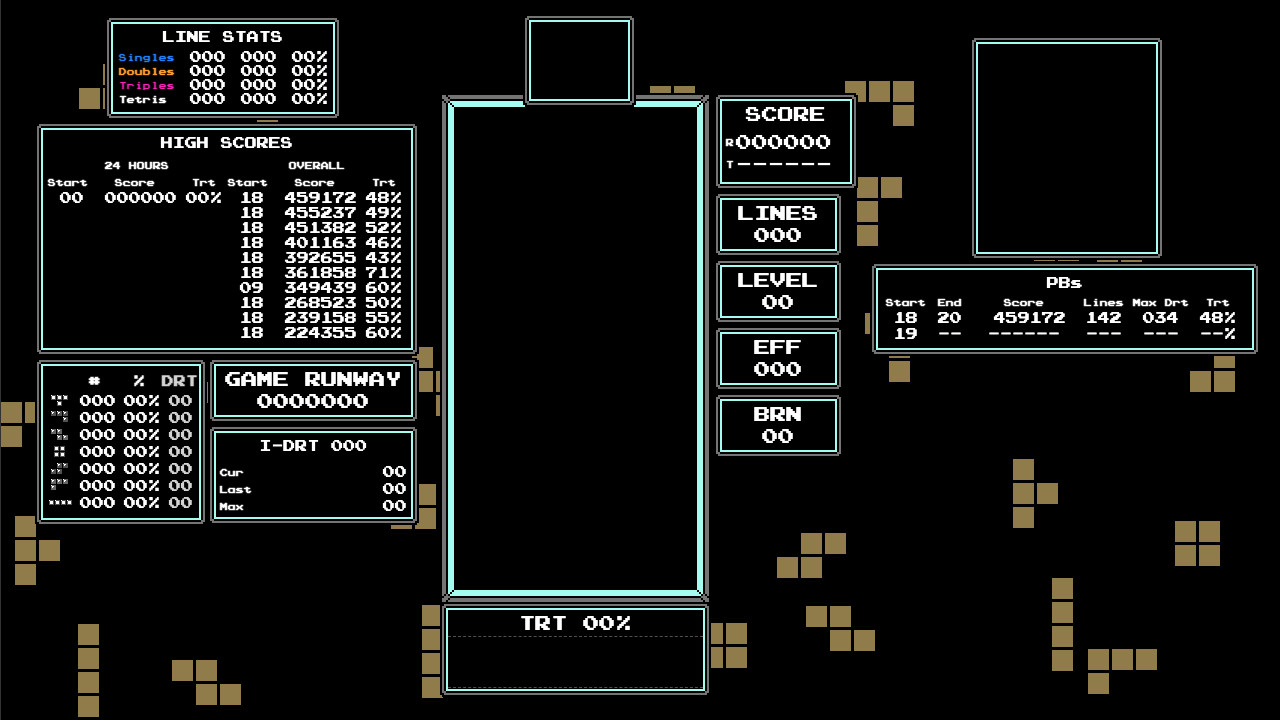 LINE STATS
Singles 000 000 00%
Doubles 000 000 00%
Triples 000 000 00%
Tetris 000 000 00%
HIGH SCORES
24 HOURS OVERALL
Start Score Trt Start Score Trt
00 000000 00% 18 459172 48%
18 455237 49%
18 451382 52%
18 401163 46%
18 392655 43%
18 361858 71%
09 349439 60%
18 268523 50%
18 239158 55%
18 224355 60%
# % DRT
000 00% 00
000 00% 00
000 00% 00
000 00% 00
000 00% 00
000 00% 00
000 00% 00
GAME RUNWAY
0000000
I-DRT 000
Cur 00
Last 00
Max 00
TRT 00%
SCORE
R000000
T------
LINES
000
LEVEL
00
EFF
000
BRN
00
PBs
Start End Score Lines Max Drt Trt
18 20 459172 142 034 48%
19 -- ------ --- --- --%